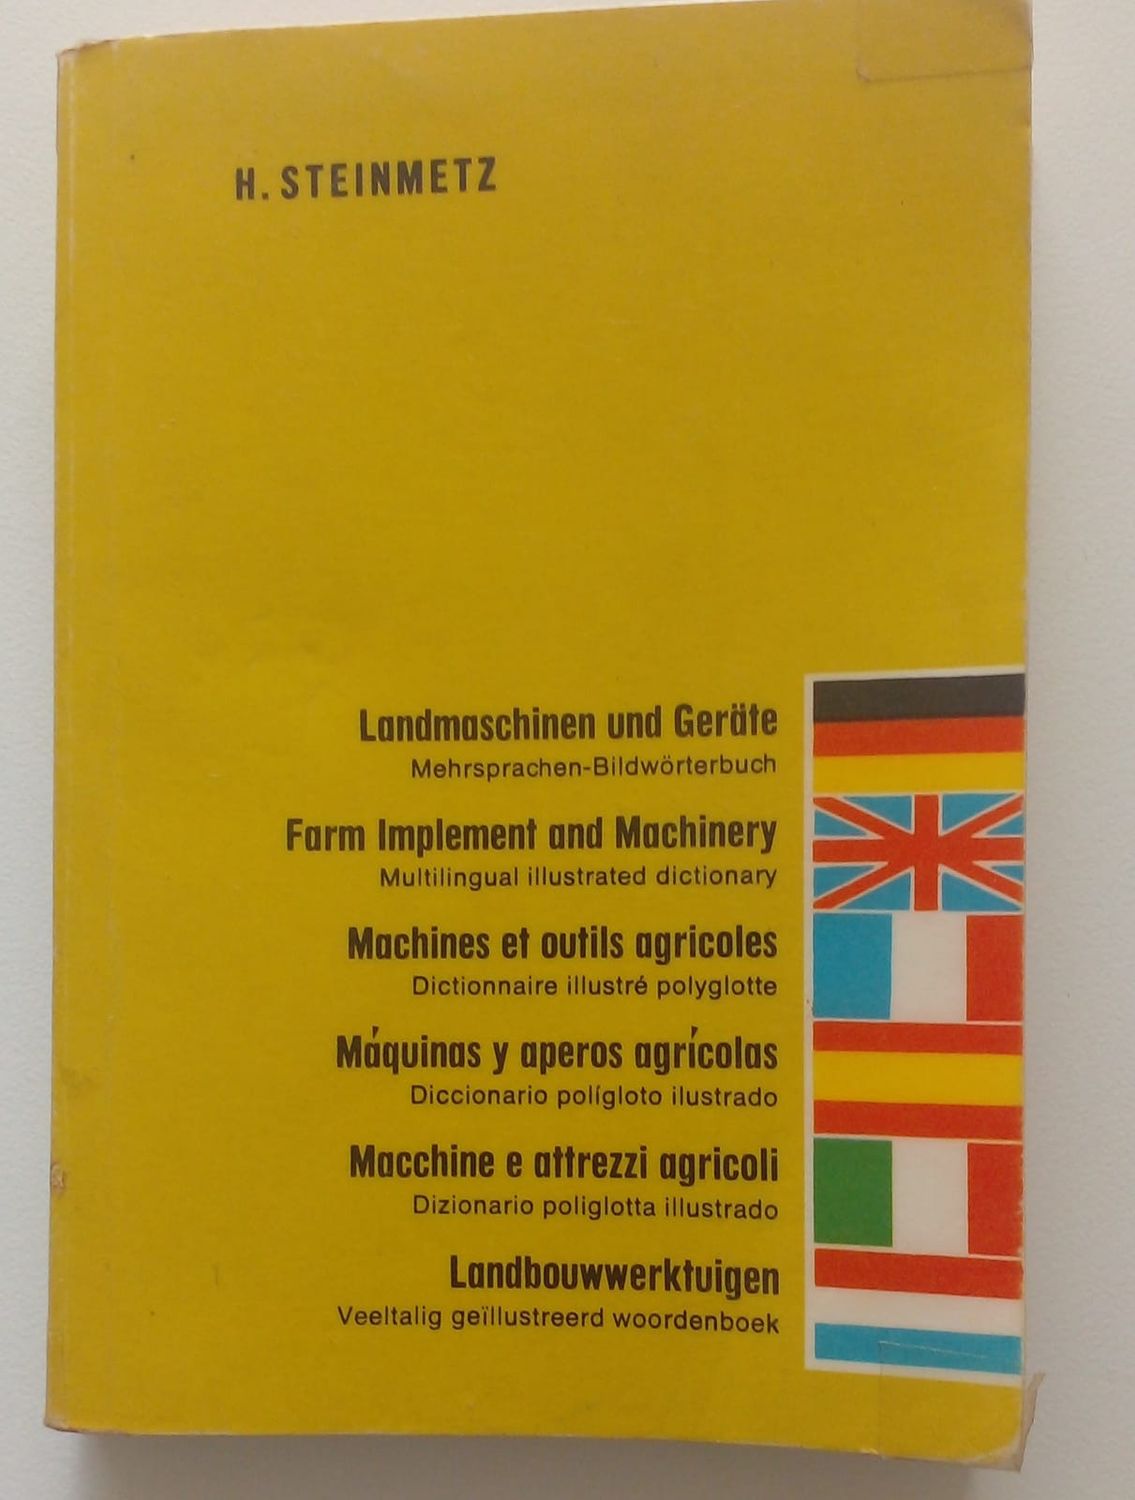 H. STEINMETZ
Landmaschinen und Geräte
Mehrsprachen-Bildwörterbuch
Farm Implement and Machinery
Multilingual illustrated dictionary
Machines et outils agricoles
Dictionnaire illustré polyglotte
Máquinas y aperos agrícolas
Diccionario polígloto ilustrado
Macchine e attrezzi agricoli
Dizionario poliglotta illustrado
Landbouwwerktuigen
Veeltalig geïllustreerd woordenboek